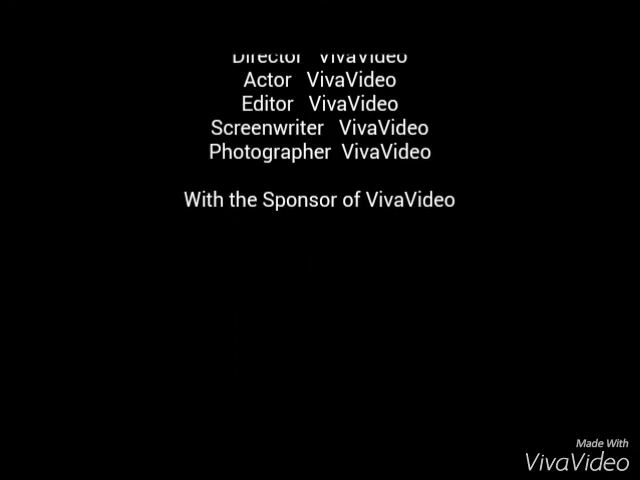 Director VivaVideo
Actor VivaVideo
Editor VivaVideo
Screenwriter VivaVideo
Photographer VivaVideo
With the Sponsor of VivaVideo
Made With
VivaVideo